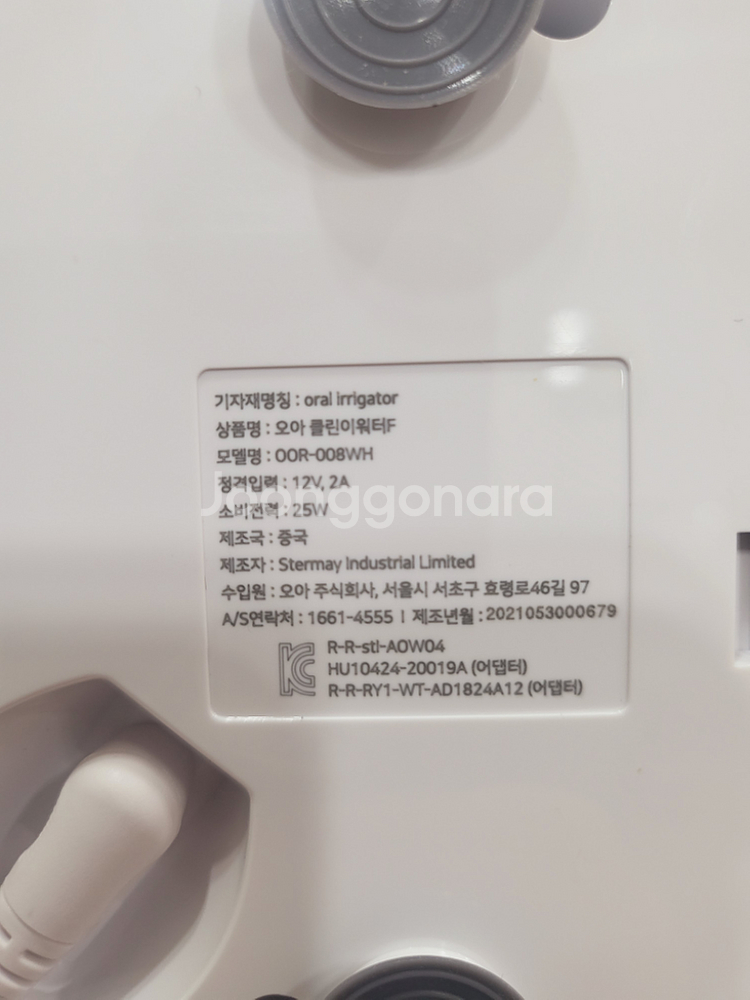 기자재명칭 : oral irrigator
상품명 : 오아 클린이워터F
모델명 : OOR-008WH
정격입력 : 12V, 2A
Joonggonara
소비전력 : 25W
제조국 : 중국
제조자 : Stermay Industrial Limited
수입원 : 오아 주식회사, 서울시 서초구 효령로46길 97
A/S연락처 : 1661-4555 | 제조년월 : 2021053000679
R-R-stl-AOW04
HU10424-20019A (어댑터)
R-R-RY1-WT-AD1824A12 (어댑터)